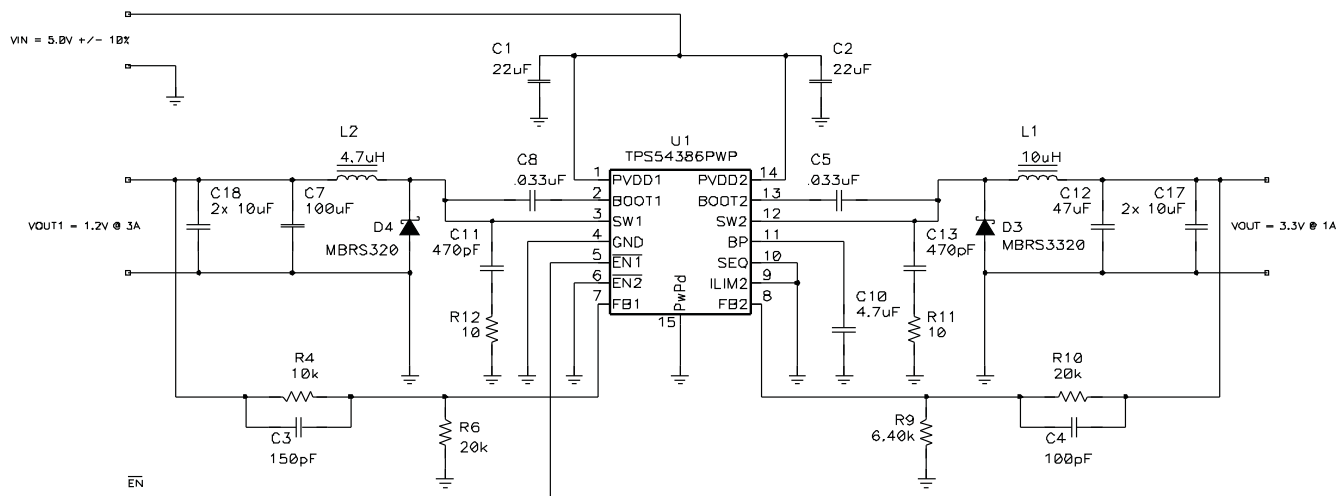 VIN = 5.0V +/- 10%
C1
22uF
C2
22uF
U1
TPS54386PWP
L2
4.7uH
C8
.033uF
C5
.033uF
L1
10uH
1 PVDD1
PVDD2 14
2 BOOT1
BOOT2 13
3 SW1
SW2 12
4 GND
BP 11
5 EN1
SEQ 10
6 EN2
ILIM2 9
7 FB1
FB2 8
PwPd
15
C18
2x 10uF
C7
100uF
VOUT1 = 1.2V @ 3A
D4
MBRS320
C11
470pF
R12
10
C13
470pF
D3
MBRS3320
C12
47uF
C17
2x 10uF
VOUT = 3.3V @ 1A
C10
4.7uF
R11
10
R4
10k
C3
150pF
R6
20k
R9
6.40k
R10
20k
C4
100pF
EN